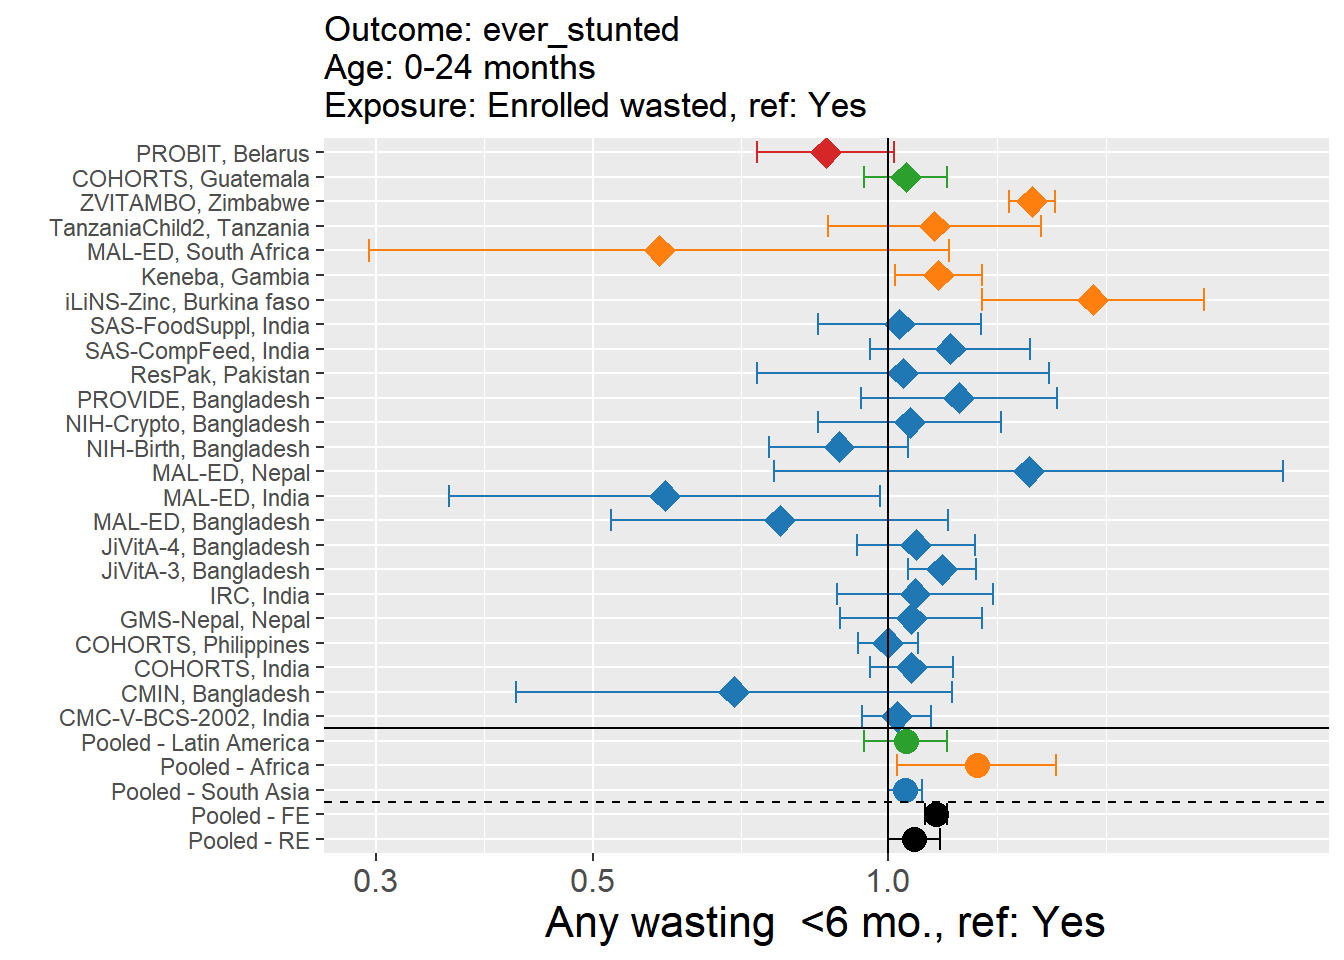 Outcome: ever_stunted
Age: 0-24 months
Exposure: Enrolled wasted, ref: Yes
PROBIT, Belarus
COHORTS, Guatemala
ZVITAMBO, Zimbabwe
TanzaniaChild2, Tanzania
MAL-ED, South Africa
Keneba, Gambia
iLiNS-Zinc, Burkina faso
SAS-FoodSuppl, India
SAS-CompFeed, India
ResPak, Pakistan
PROVIDE, Bangladesh
NIH-Crypto, Bangladesh
NIH-Birth, Bangladesh
MAL-ED, Nepal
MAL-ED, India
MAL-ED, Bangladesh
JiVitA-4, Bangladesh
JiVitA-3, Bangladesh
IRC, India
GMS-Nepal, Nepal
COHORTS, Philippines
COHORTS, India
CMIN, Bangladesh
CMC-V-BCS-2002, India
Pooled - Latin America
Pooled - Africa
Pooled - South Asia
Pooled - FE
Pooled - RE
0.3 0.5 1.0
Any wasting  <6 mo., ref: Yes